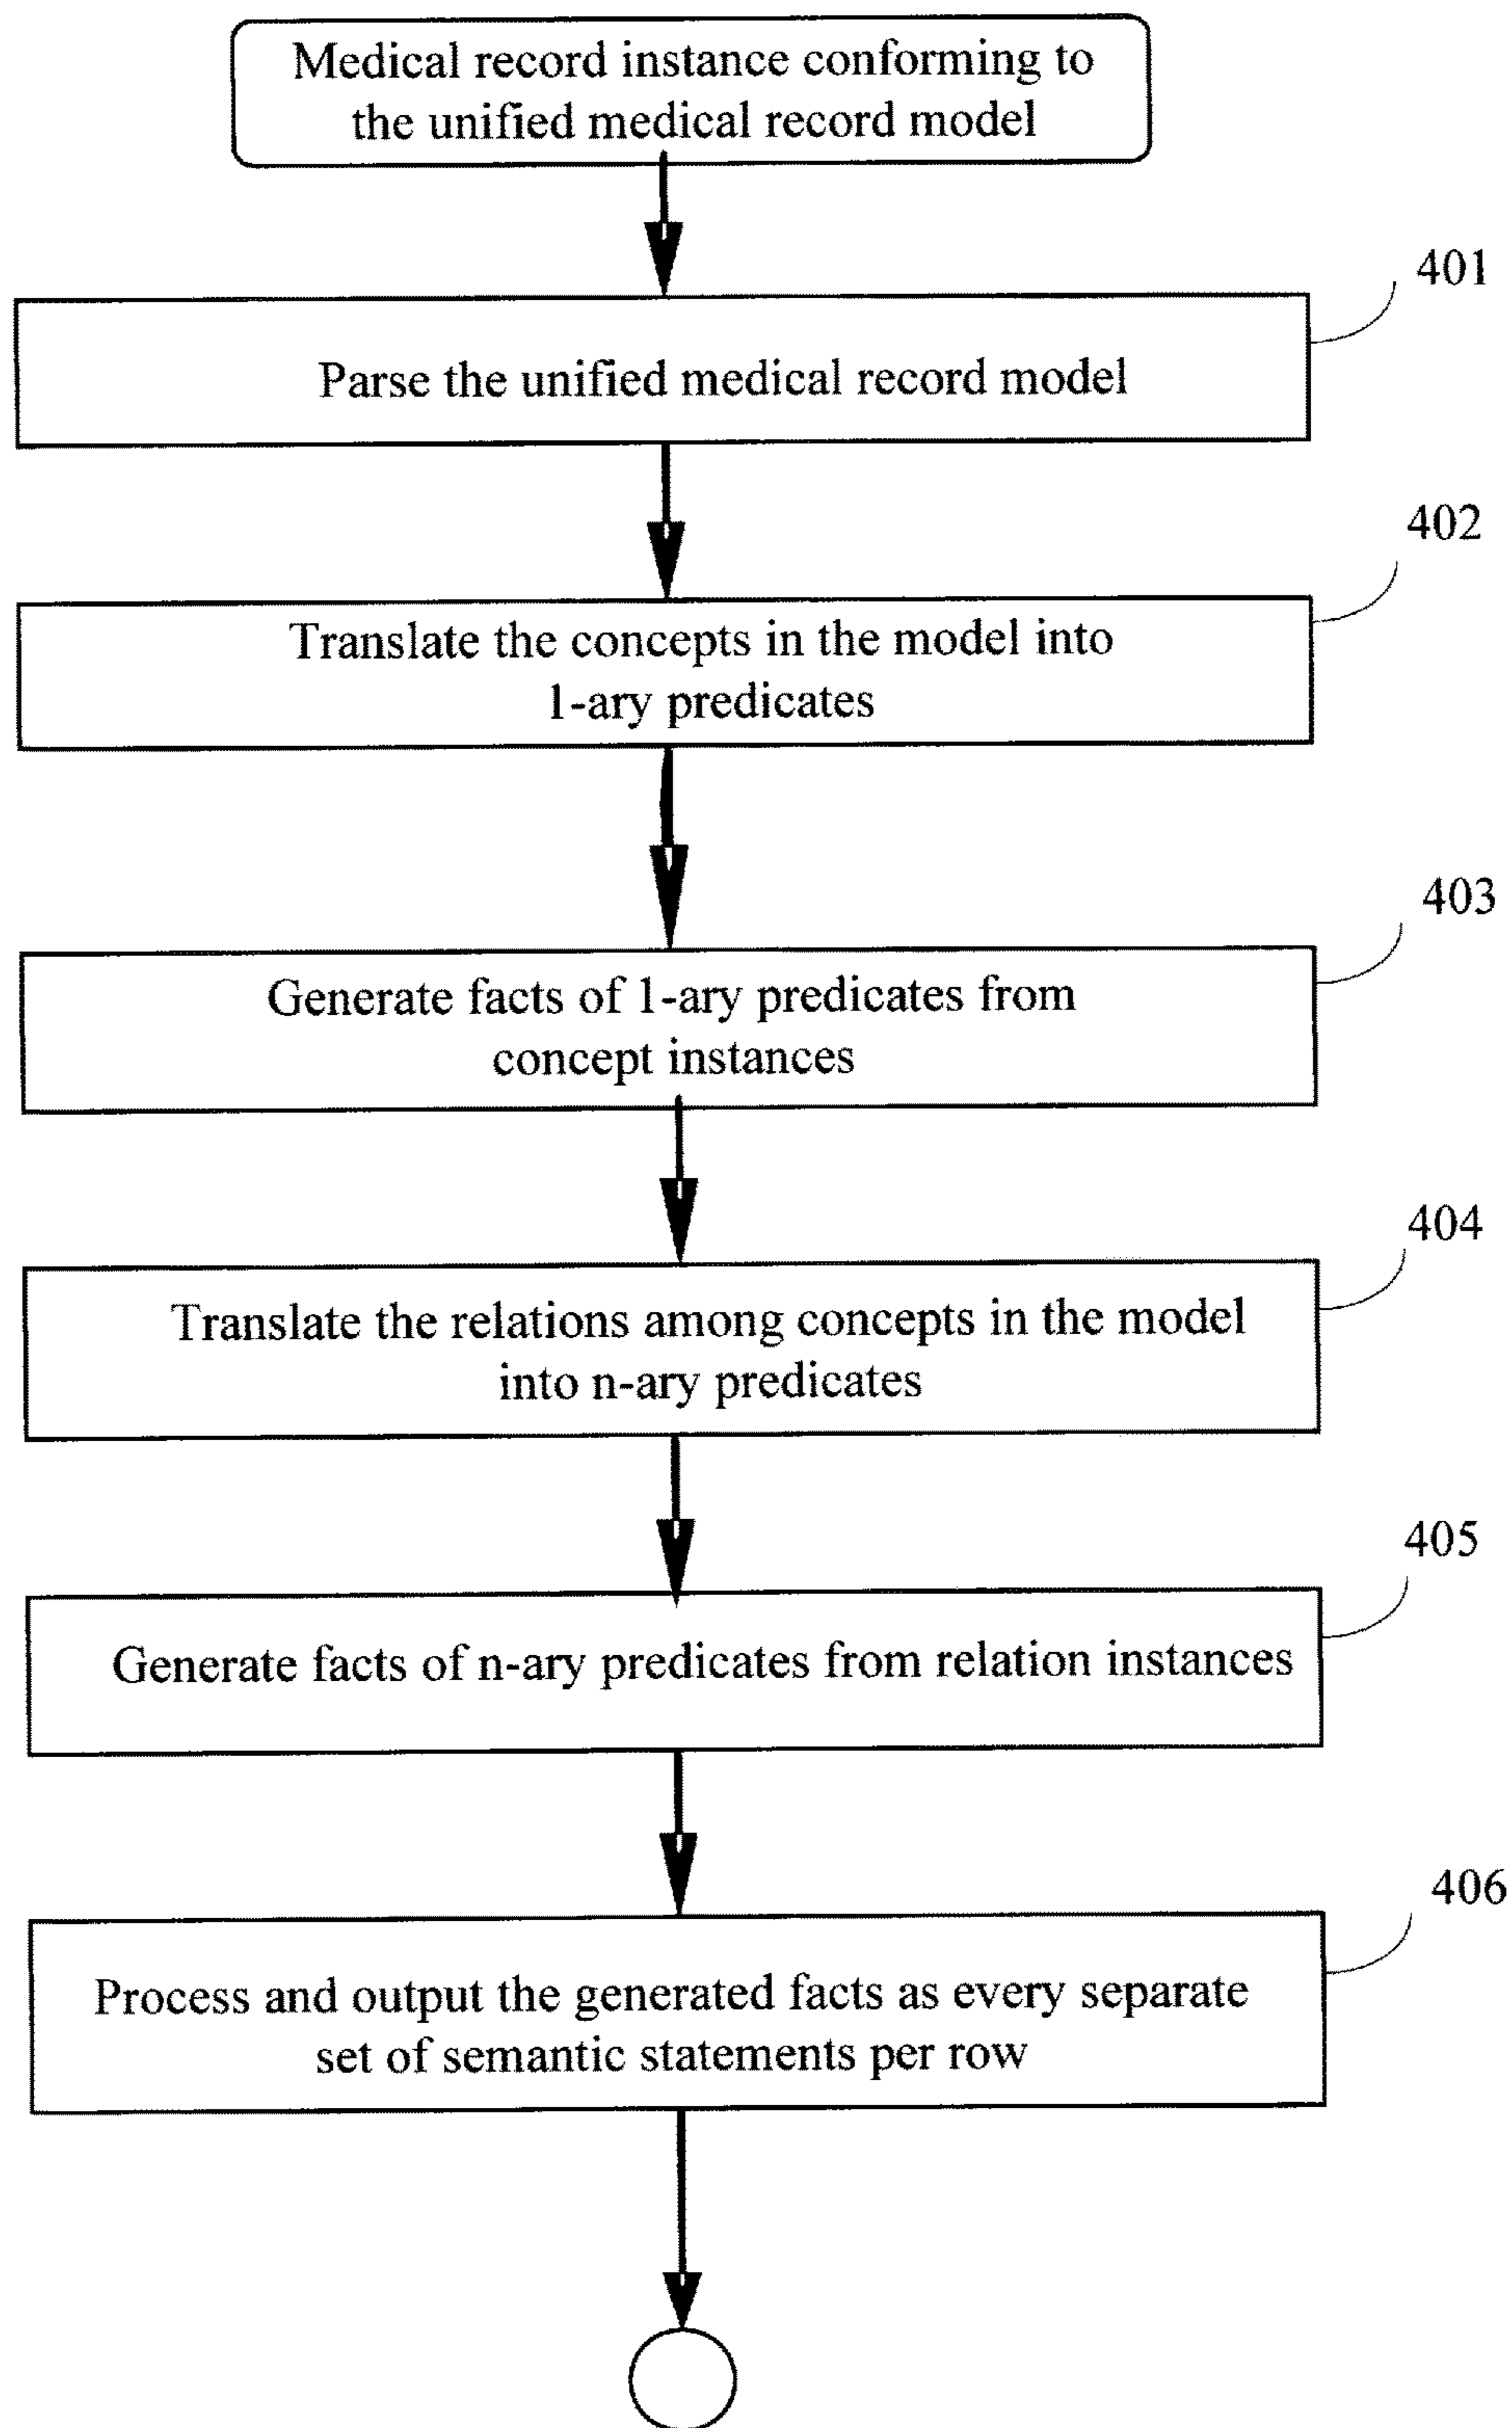 Medical record instance conforming to
the unified medical record model
401
Parse the unified medical record model
402
Translate the concepts in the model into
1-ary predicates
403
Generate facts of 1-ary predicates from
concept instances
404
Translate the relations among concepts in the model
into n-ary predicates
405
Generate facts of n-ary predicates from relation instances
406
Process and output the generated facts as every separate
set of semantic statements per row